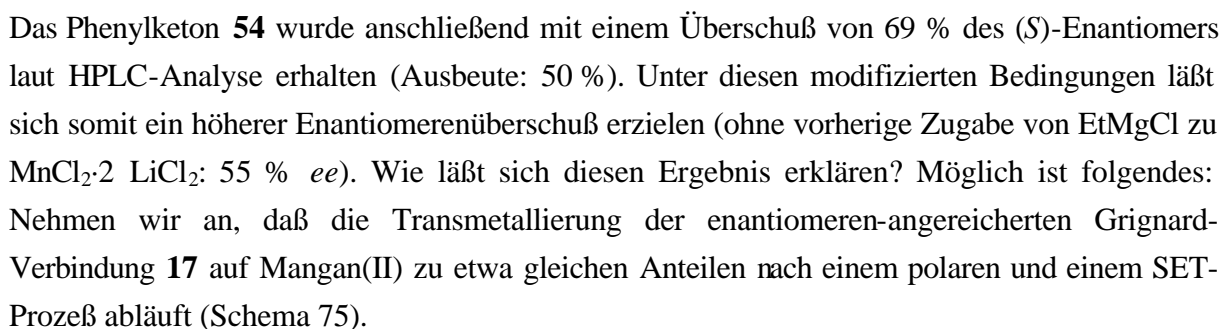 Das Phenylketon 54 wurde anschließend mit einem Überschuß von 69 % des (S)-Enantiomers
laut HPLC-Analyse erhalten (Ausbeute: 50 %). Unter diesen modifizierten Bedingungen läßt
sich somit ein höherer Enantiomerenüberschuß erzielen (ohne vorherige Zugabe von EtMgCl zu
MnCl₂·2 LiCl₂: 55 % ee). Wie läßt sich diesen Ergebnis erklären? Möglich ist folgendes:
Nehmen wir an, daß die Transmetallierung der enantiomeren-angereicherten Grignard-
Verbindung 17 auf Mangan(II) zu etwa gleichen Anteilen nach einem polaren und einem SET-
Prozeß abläuft (Schema 75).